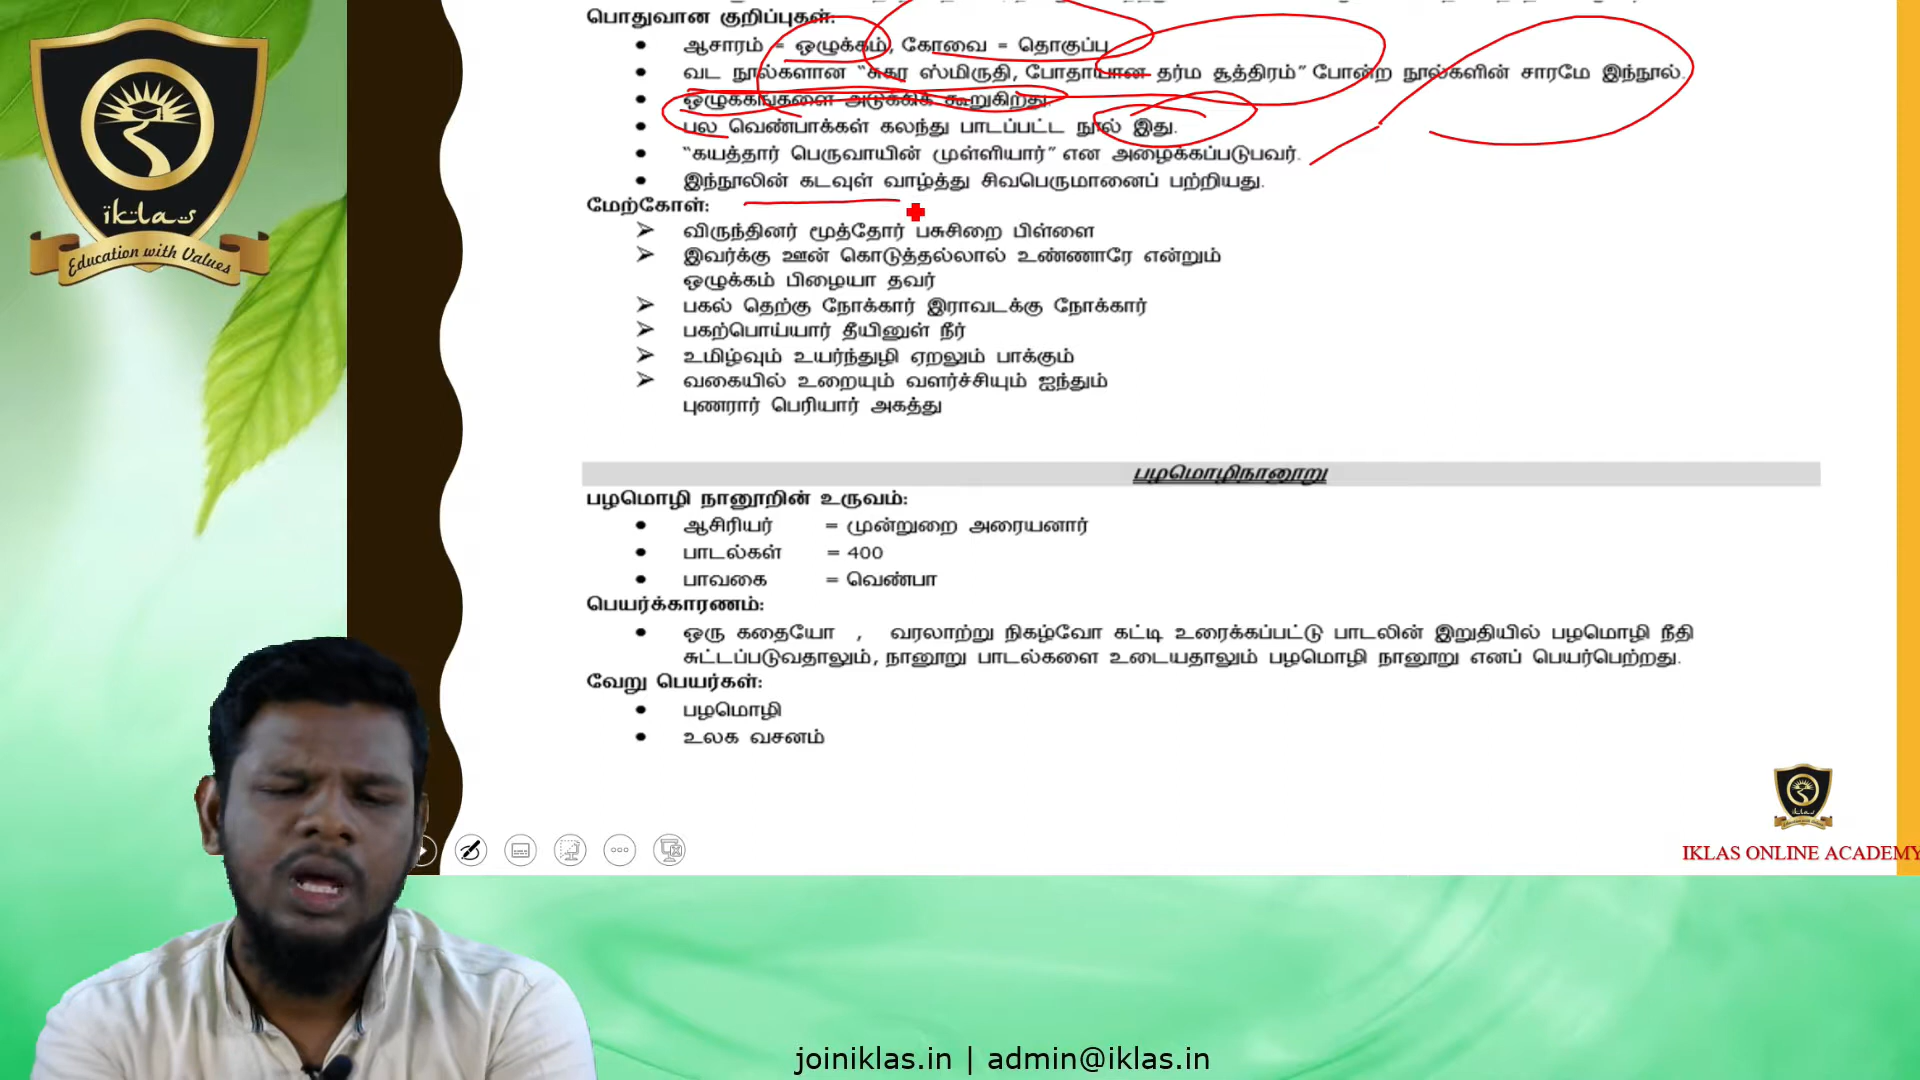 பொதுவான குறிப்புகள்:
• ஆசாரம் = ஒழுக்கம், கோவை = தொகுப்பு
• வட நூல்களான “சுகர ஸ்மிருதி, போதாயான தர்ம சூத்திரம்” போன்ற நூல்களின் சாரமே இந்நூல்.
• ஒழுக்கங்களை அடுக்கிக் கூறுகிறது.
• பல வெண்பாக்கள் கலந்து பாடப்பட்ட நூல் இது.
• “கயத்தார் பெருவாயின் முள்ளியார்” என அழைக்கப்படுபவர்.
• இந்நூலின் கடவுள் வாழ்த்து சிவபெருமானைப் பற்றியது.
மேற்கோள்:
➢ விருந்தினர் மூத்தோர் பசுசிறை பிள்ளை
➢ இவர்க்கு ஊன் கொடுத்தல்லால் உண்ணாரே என்றும்
ஒழுக்கம் பிழையா தவர்
➢ பகல் தெற்கு நோக்கார் இராவடக்கு நோக்கார்
➢ பகற்பொய்யார் தீயினுள் நீர்
➢ உமிழ்வும் உயர்ந்துழி ஏறலும் பாக்கும்
➢ வகையில் உறையும் வளர்ச்சியும் ஐந்தும்
புணரார் பெரியார் அகத்து
பழமொழிநானூறு
பழமொழி நானூறின் உருவம்:
• ஆசிரியர் = முன்றுறை அரையனார்
• பாடல்கள் = 400
• பாவகை = வெண்பா
பெயர்க்காரணம்:
• ஒரு கதையோ , வரலாற்று நிகழ்வோ கட்டி உரைக்கப்பட்டு பாடலின் இறுதியில் பழமொழி நீதி
சுட்டப்படுவதாலும், நானூறு பாடல்களை உடையதாலும் பழமொழி நானூறு எனப் பெயர்பெற்றது.
வேறு பெயர்கள்:
• பழமொழி
• உலக வசனம்
iklas
Education with Values
IKLAS ONLINE ACADEMY
joiniklas.in | admin@iklas.in